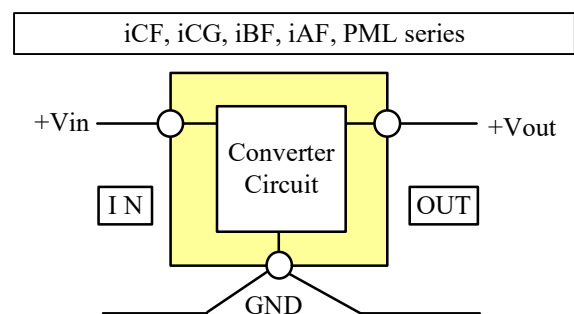 iCF, iCG, iBF, iAF, PML series
+Vin
+Vout
Converter
Circuit
I N
OUT
GND